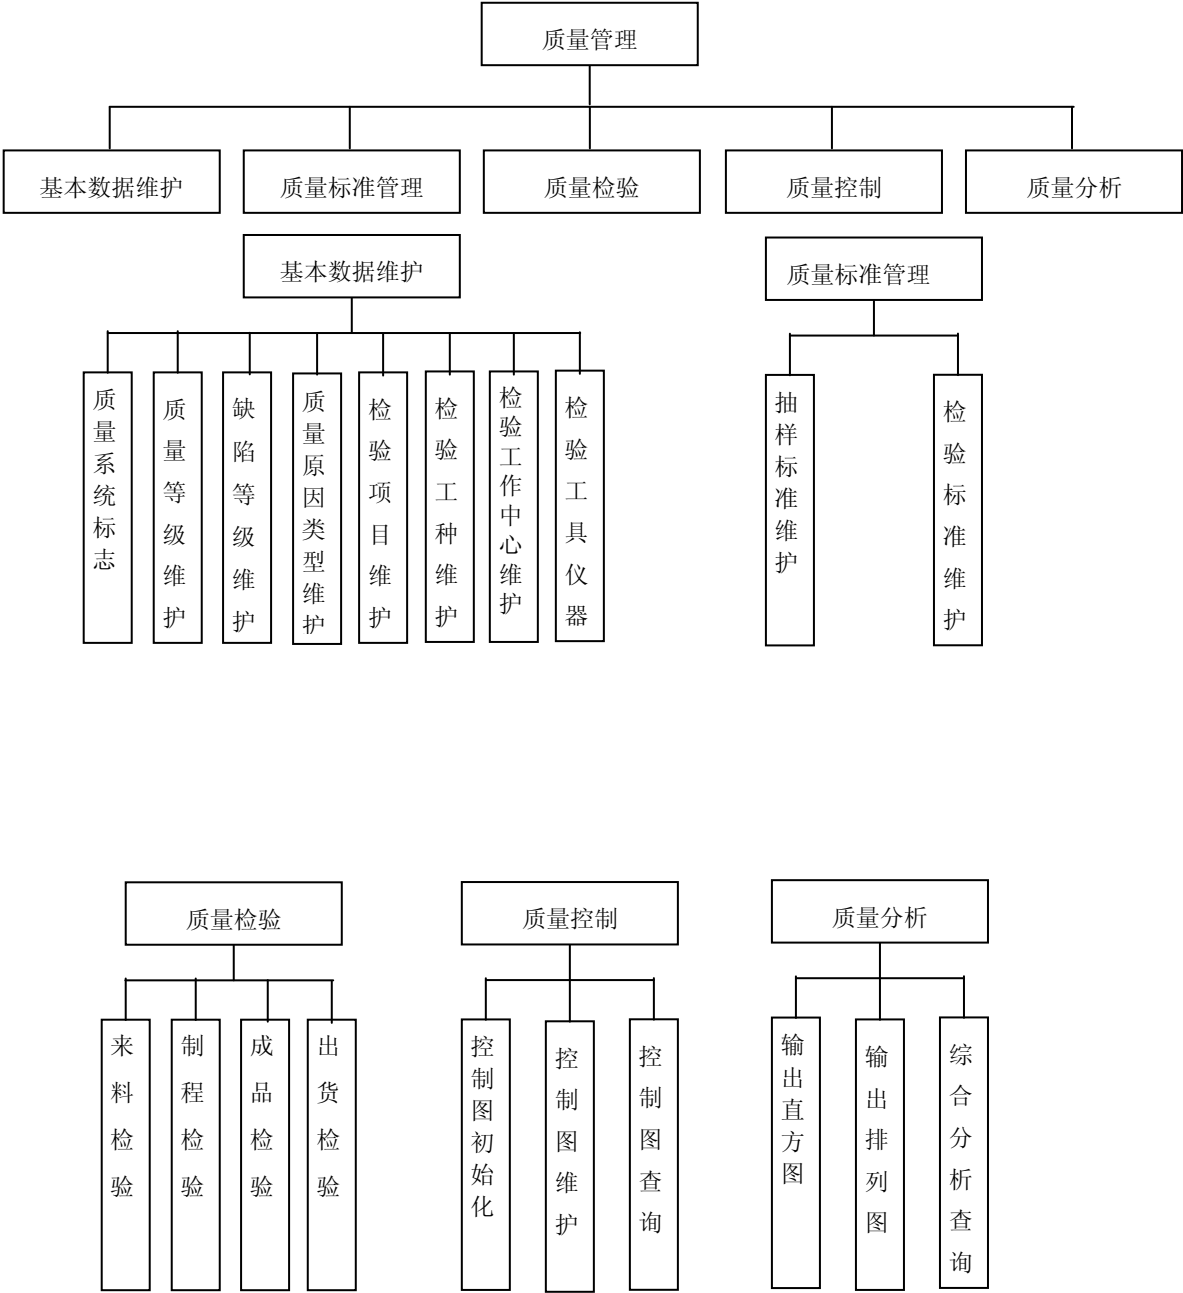 质量管理
基本数据维护
质量标准管理
质量检验
质量控制
质量分析
基本数据维护
质量标准管理
质量系统标志
质量等级维护
缺陷等级维护
质量原因类型维护
检验项目维护
检验工种维护
检验工作中心维护
检验工具仪器
抽样标准维护
检验标准维护
质量检验
质量控制
质量分析
来料检验
制程检验
成品检验
出货检验
控制图初始化
控制图维护
控制图查询
输出直方图
输出排列图
综合分析查询